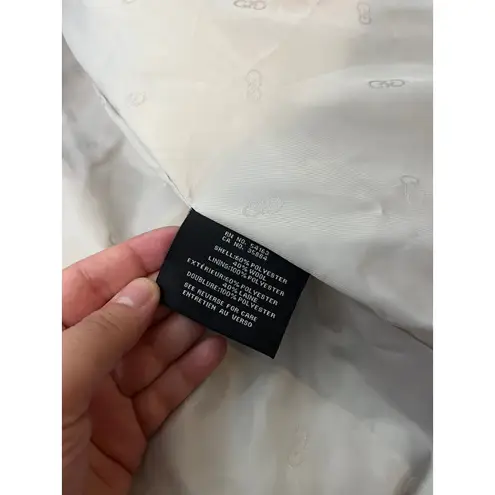 RN NO. 54163
CA NO. 35884
SHELL:60% POLYESTER
40% WOOL
LINING:100% POLYESTER
EXTÉRIEUR:60% POLYESTER
40% LAINE
DOUBLURE:100% POLYESTER
SEE REVERSE FOR CARE
ENTRETIEN AU VERSO